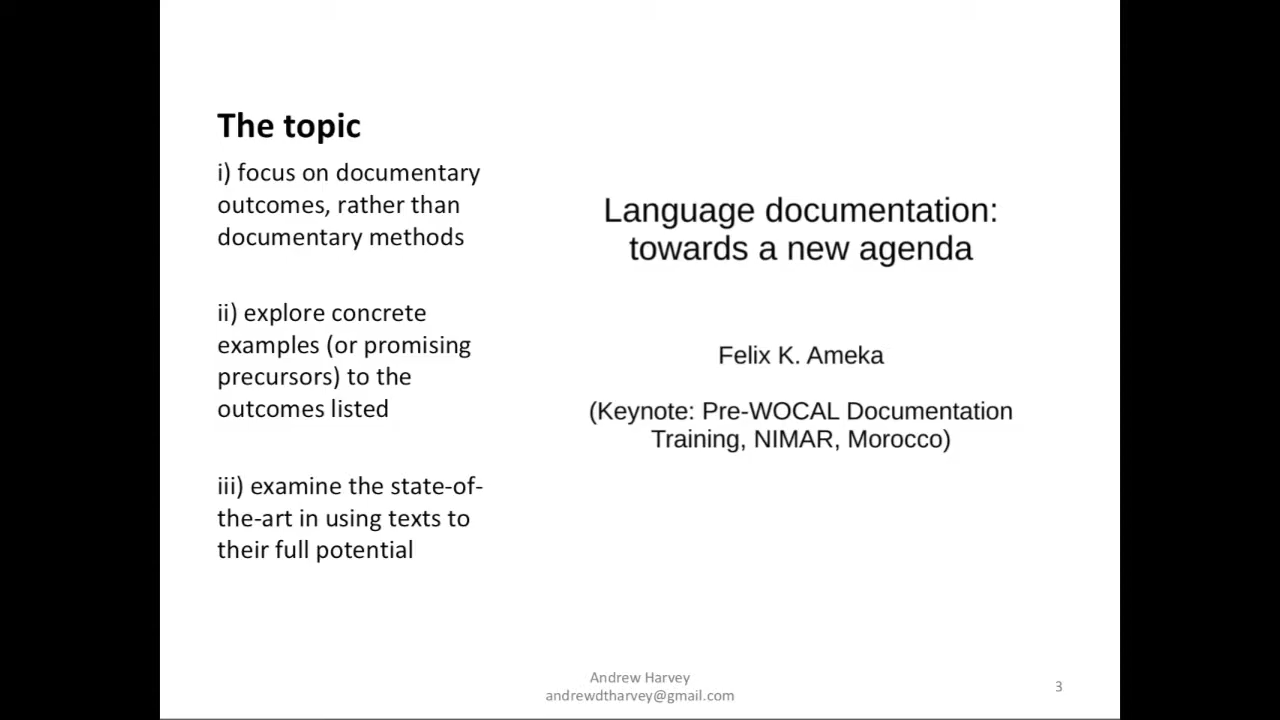 The topic
i) focus on documentary
outcomes, rather than
documentary methods
ii) explore concrete
examples (or promising
precursors) to the
outcomes listed
iii) examine the state-of-
the-art in using texts to
their full potential
Language documentation:
towards a new agenda
Felix K. Ameka
(Keynote: Pre-WOCAL Documentation
Training, NIMAR, Morocco)
Andrew Harvey
andrewdtharvey@gmail.com
3